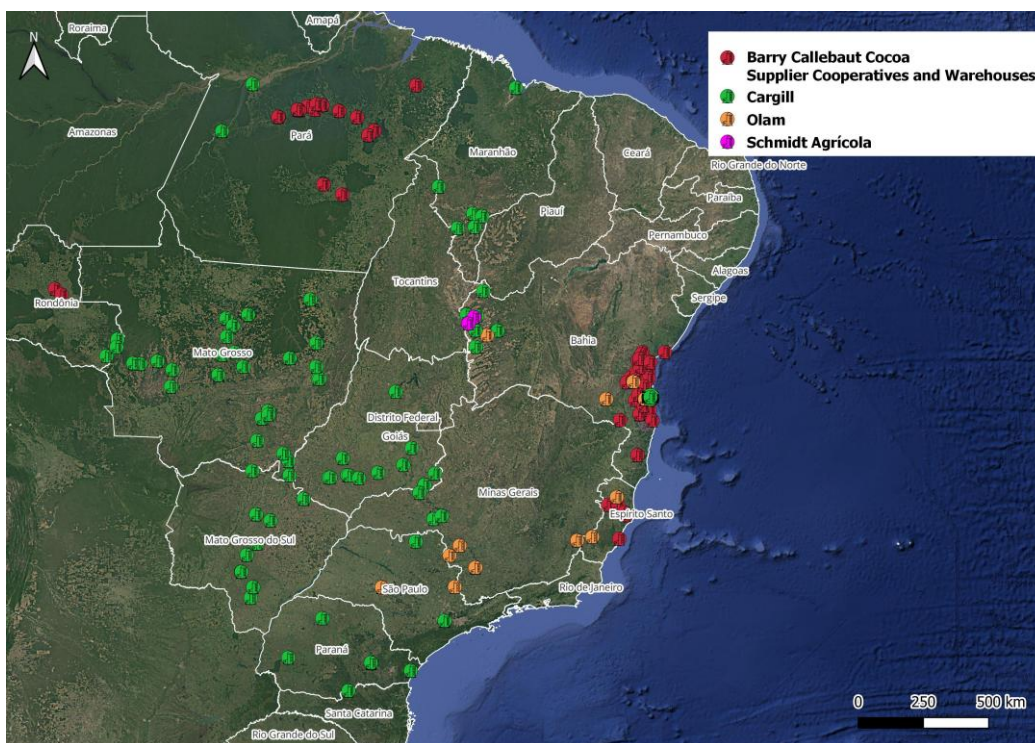 Roraima
Amapá
N
Barry Callebaut Cocoa
Supplier Cooperatives and Warehouses
Cargill
Olam
Schmidt Agrícola
Amazonas
Pará
Maranhão
Ceará
Rio Grande do Norte
Paraíba
Piauí
Pernambuco
Alagoas
Tocantins
Sergipe
Rondônia
Bahia
Mato Grosso
Distrito Federal
Goiás
Minas Gerais
Espírito Santo
Mato Grosso do Sul
Rio de Janeiro
São Paulo
Paraná
Santa Catarina
Rio Grande do Sul
0 250 500 km